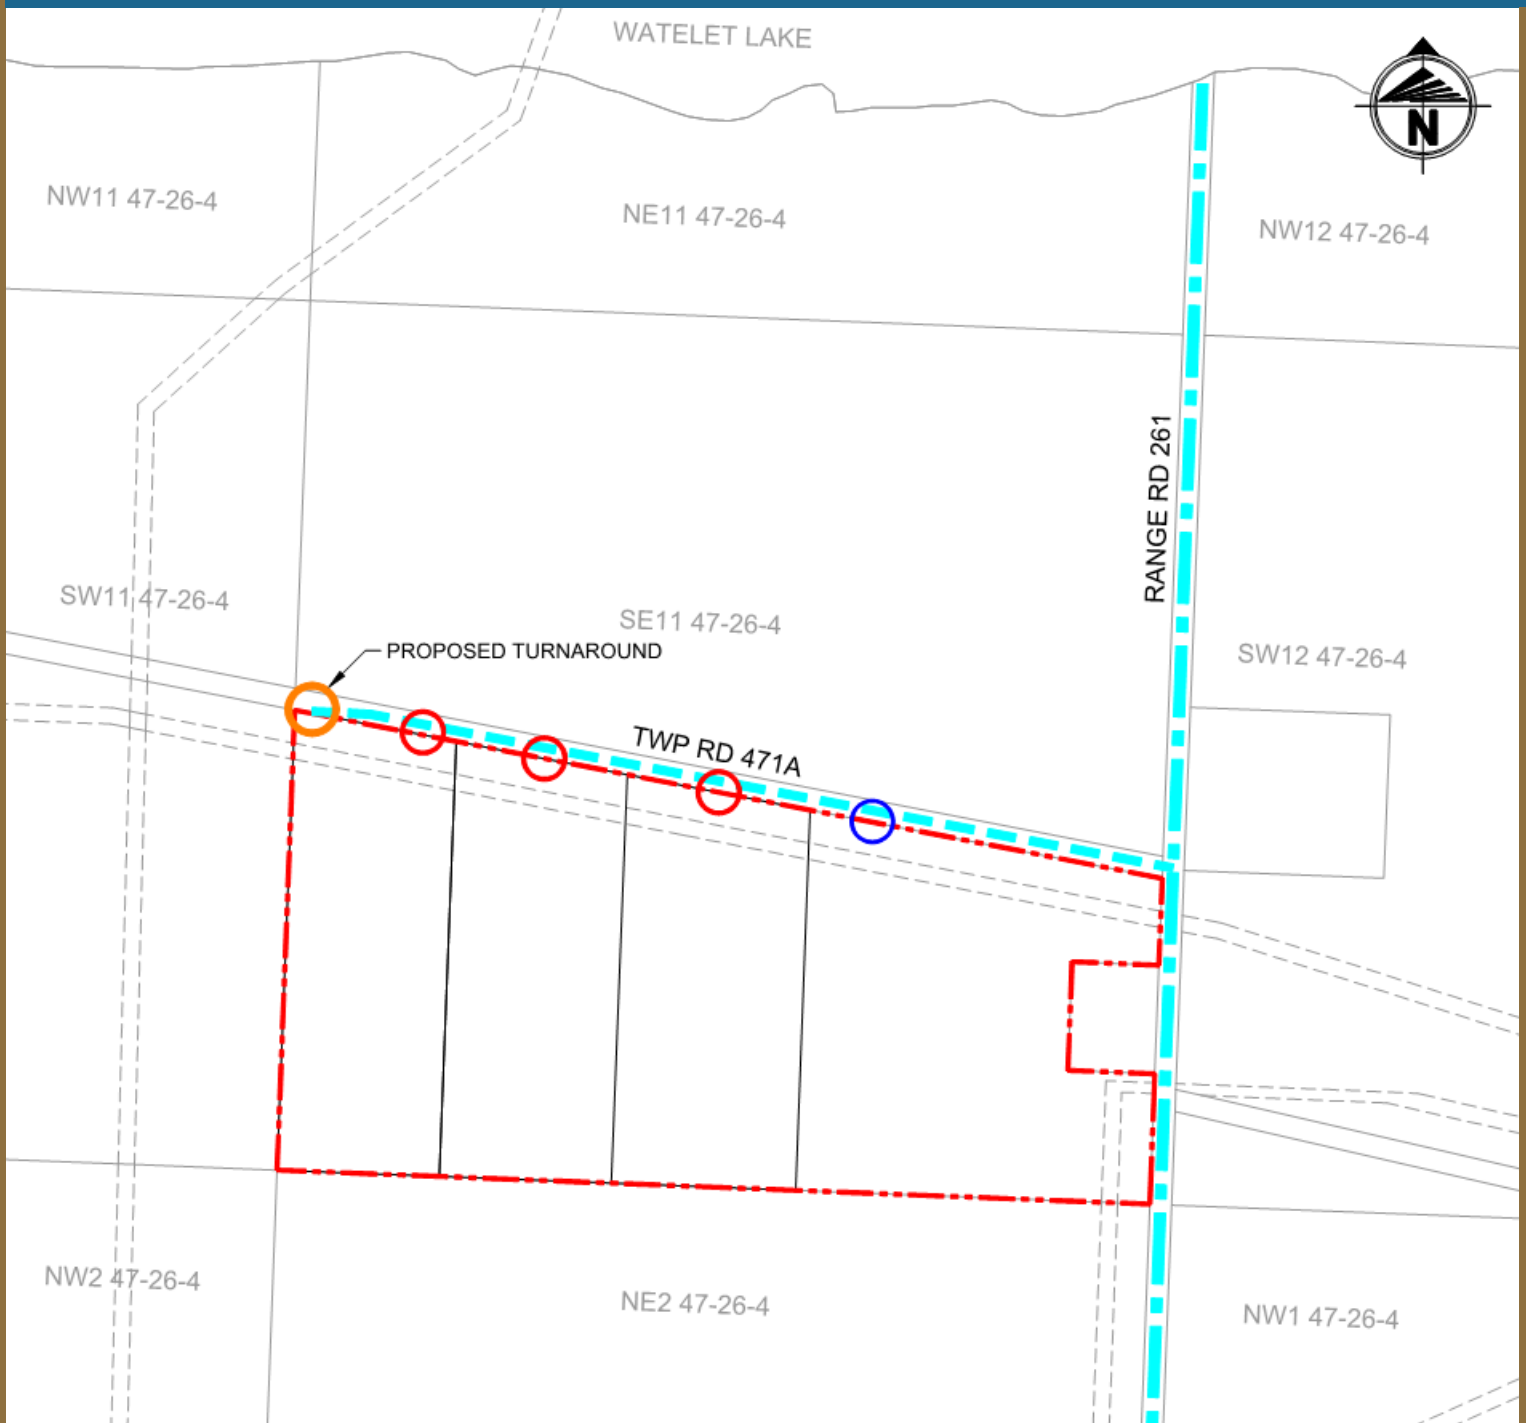 WATELET LAKE
N
NW11 47-26-4
NE11 47-26-4
NW12 47-26-4
RANGE RD 261
SW11 47-26-4
SE11 47-26-4
SW12 47-26-4
PROPOSED TURNAROUND
TWP RD 471A
NW2 47-26-4
NE2 47-26-4
NW1 47-26-4